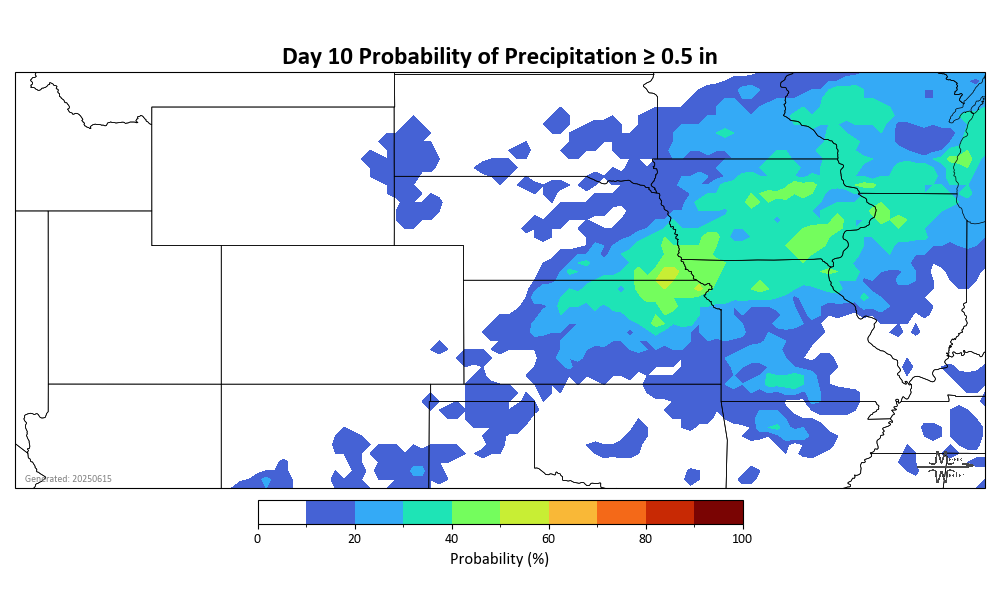 Day 10 Probability of Precipitation ≥ 0.5 in
Generated: 20250615
0 20 40 60 80 100
Probability (%)